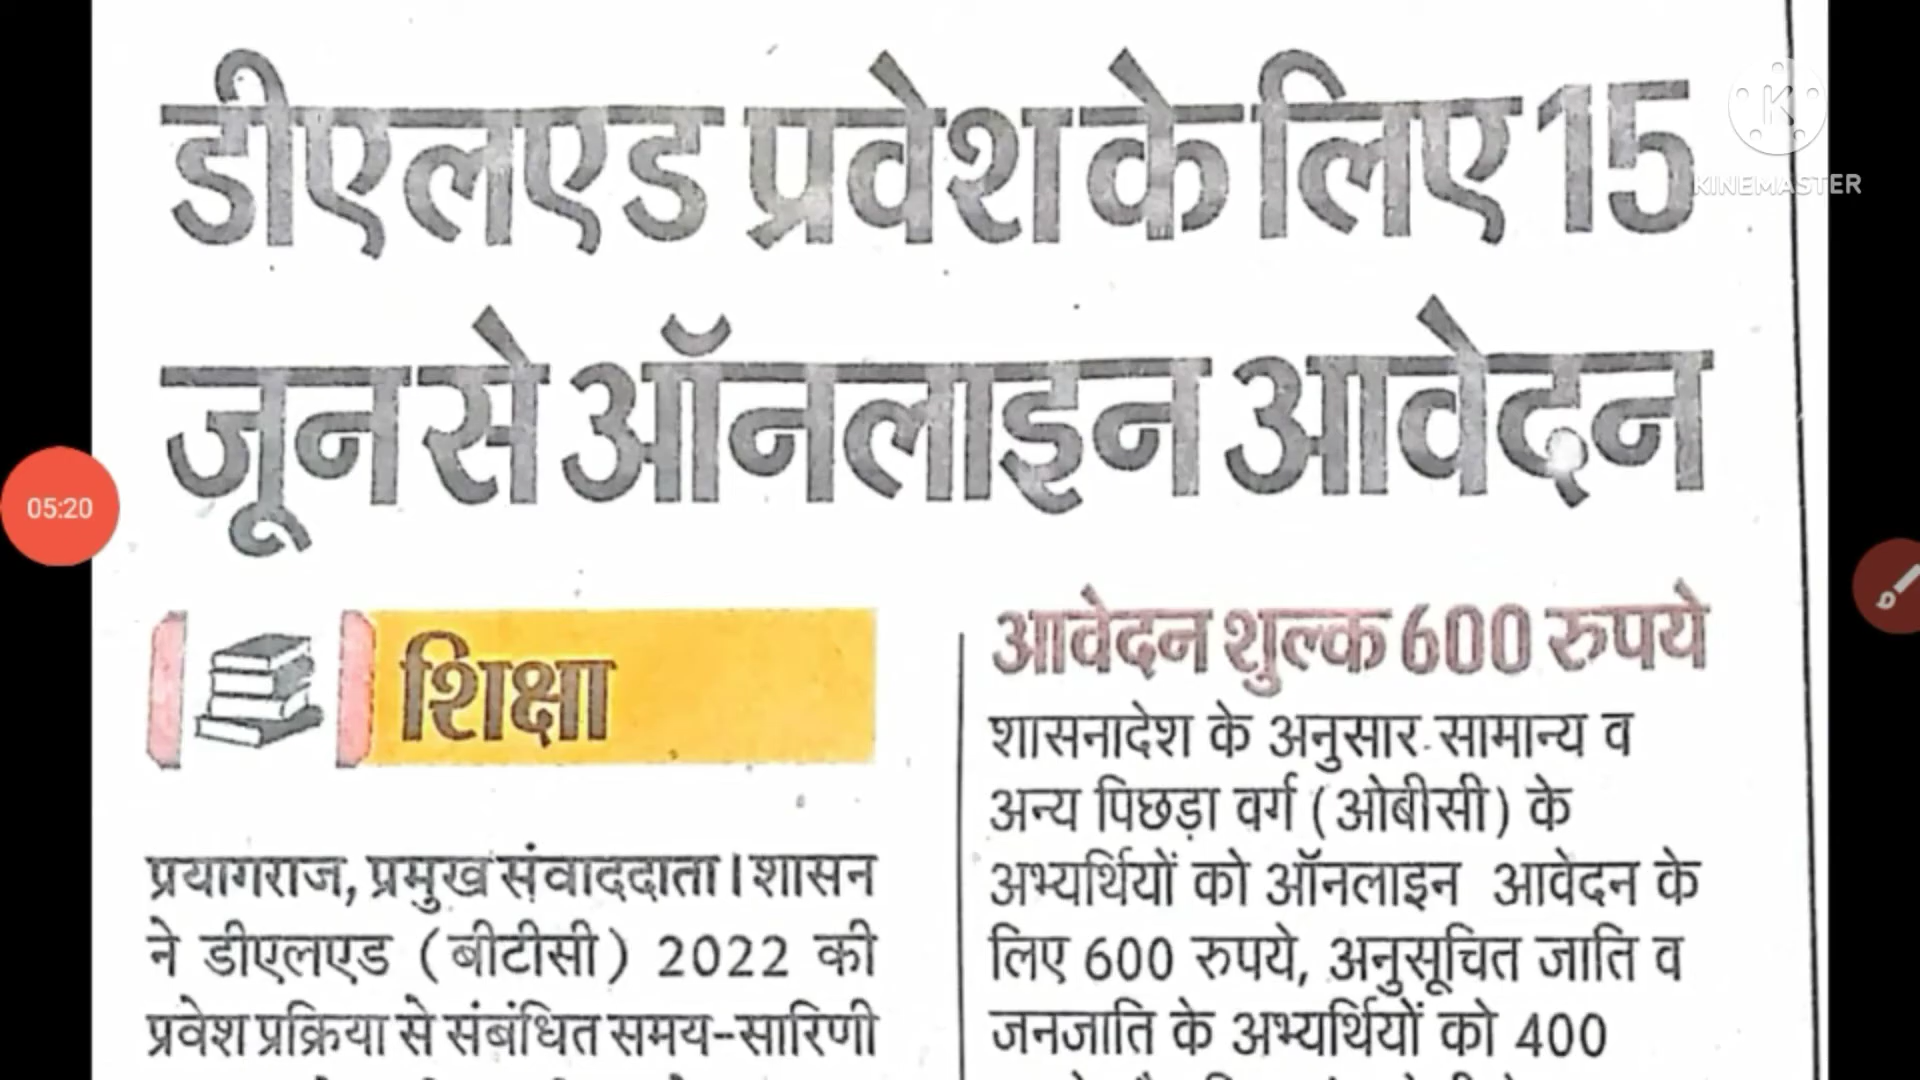 डीएलएड प्रवेश के लिए 15
जून से ऑनलाइन आवेदन
KINEMASTER
05:20
शिक्षा
प्रयागराज, प्रमुख संवाददाता। शासन
ने डीएलएड (बीटीसी) 2022 की
प्रवेश प्रक्रिया से संबंधित समय-सारिणी
आवेदन शुल्क 600 रुपये
शासनादेश के अनुसार सामान्य व
अन्य पिछड़ा वर्ग (ओबीसी) के
अभ्यर्थियों को ऑनलाइन आवेदन के
लिए 600 रुपये, अनुसूचित जाति व
जनजाति के अभ्यर्थियों को 400